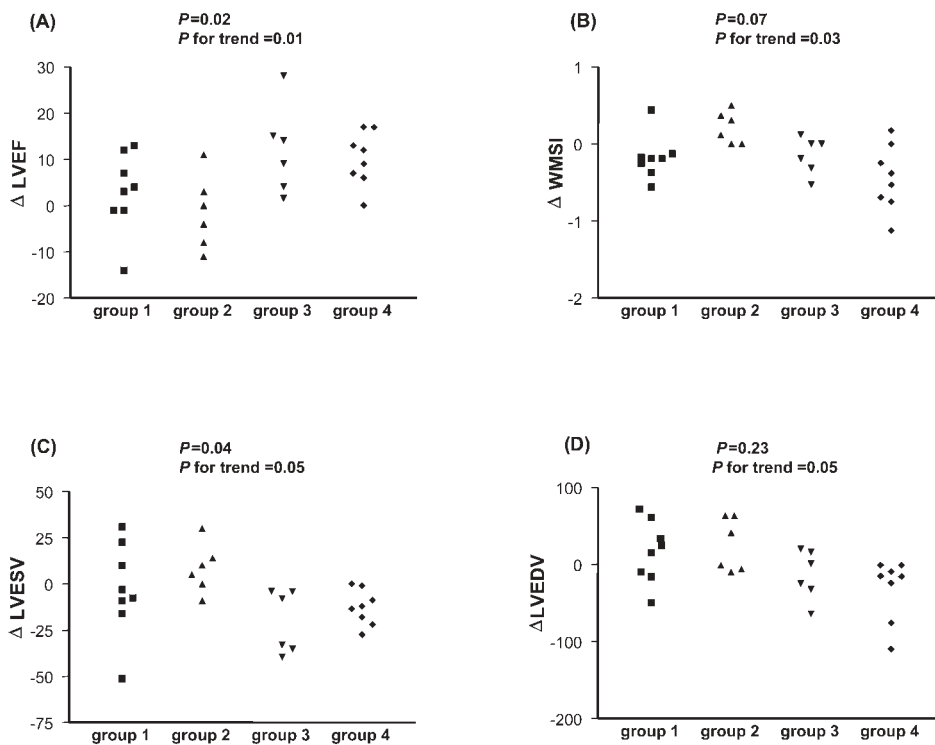 (A)
P=0.02
P for trend =0.01
30
20
10
0
-10
-20
Δ LVEF
group 1 group 2 group 3 group 4
(B)
P=0.07
P for trend =0.03
1
0
-1
-2
Δ WMSI
group 1 group 2 group 3 group 4
(C)
P=0.04
P for trend =0.05
50
25
0
-25
-50
-75
Δ LVESV
group 1 group 2 group 3 group 4
(D)
P=0.23
P for trend =0.05
100
0
-100
-200
ΔLVEDV
group 1 group 2 group 3 group 4